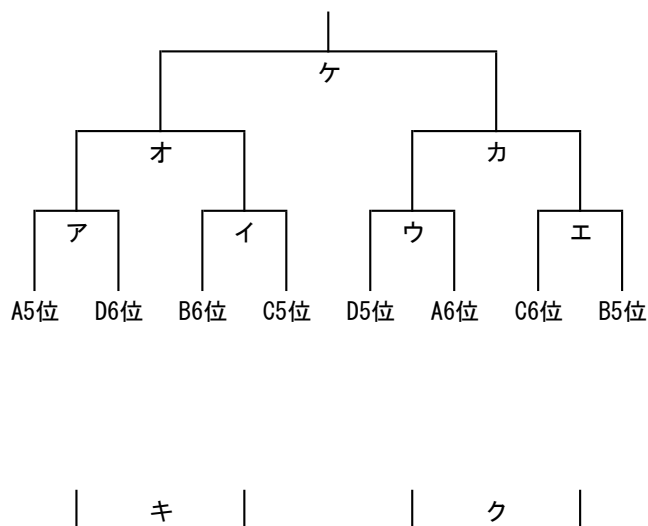 ケ
オ カ
ア イ ウ エ
A5位 D6位 B6位 C5位 D5位 A6位 C6位 B5位
キ ク